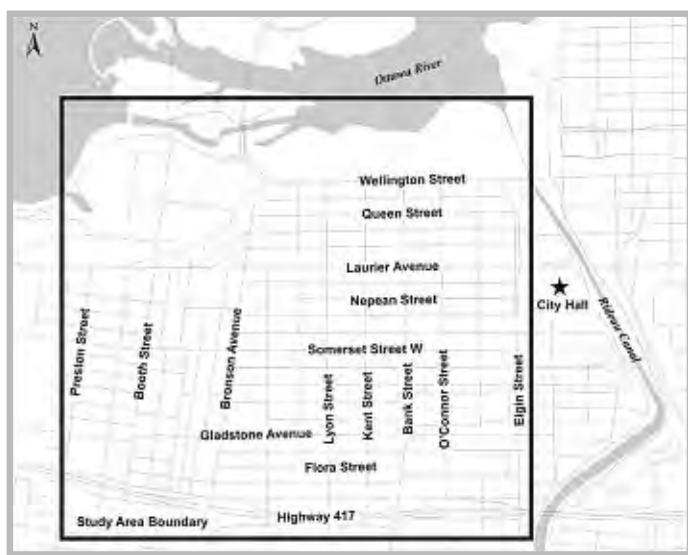 N
Ottawa River
Wellington Street
Queen Street
Laurier Avenue
Nepean Street
City Hall
Rideau Canal
Preston Street
Booth Street
Bronson Avenue
Somerset Street W
Lyon Street
Kent Street
Bank Street
O'Connor Street
Elgin Street
Gladstone Avenue
Flora Street
Highway 417
Study Area Boundary